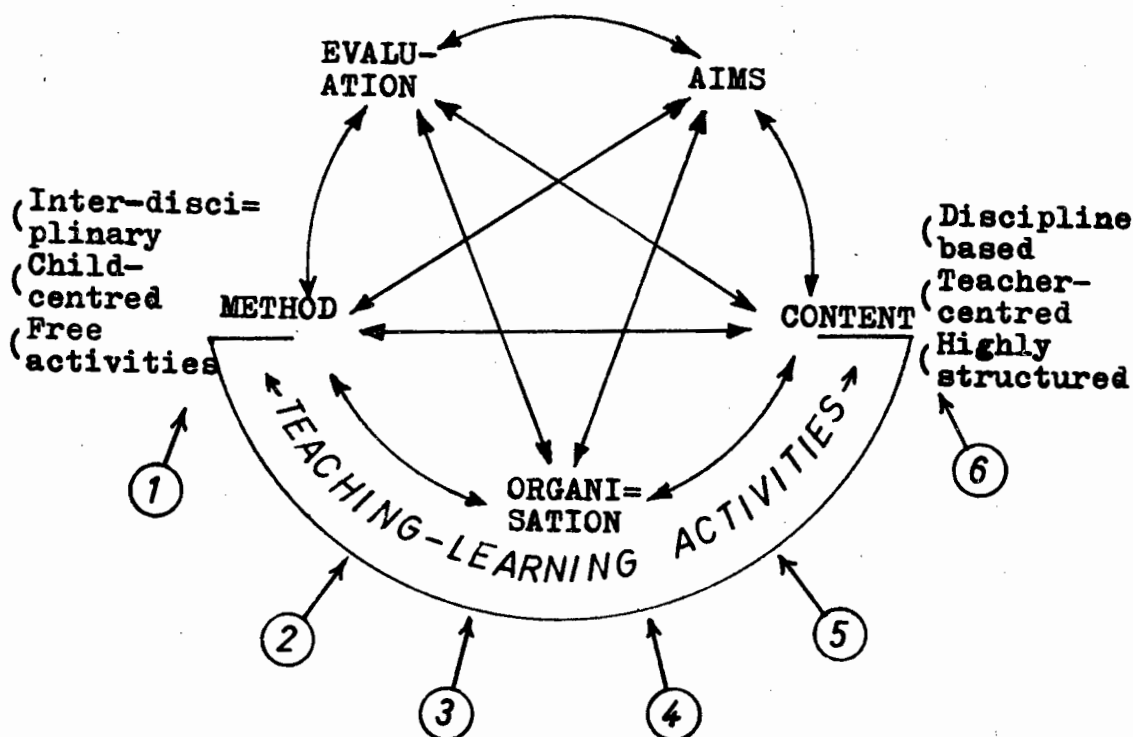 EVALU-
ATION
AIMS
(Inter-disci=
plinary
(Child-
centred
(Free
activities
METHOD
CONTENT
(Discipline
based
(Teacher-
centred
(Highly
structured
ORGANI=
SATION
TEACHING-LEARNING ACTIVITIES
1
2
3
4
5
6